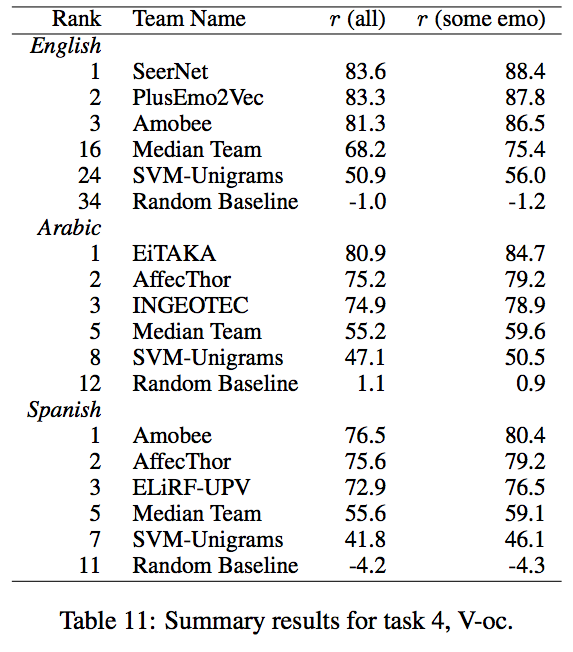 Rank Team Name r (all) r (some emo)
English
1 SeerNet 83.6 88.4
2 PlusEmo2Vec 83.3 87.8
3 Amobee 81.3 86.5
16 Median Team 68.2 75.4
24 SVM-Unigrams 50.9 56.0
34 Random Baseline -1.0 -1.2
Arabic
1 EiTAKA 80.9 84.7
2 AffecThor 75.2 79.2
3 INGEOTEC 74.9 78.9
5 Median Team 55.2 59.6
8 SVM-Unigrams 47.1 50.5
12 Random Baseline 1.1 0.9
Spanish
1 Amobee 76.5 80.4
2 AffecThor 75.6 79.2
3 ELiRF-UPV 72.9 76.5
5 Median Team 55.6 59.1
7 SVM-Unigrams 41.8 46.1
11 Random Baseline -4.2 -4.3
Table 11: Summary results for task 4, V-oc.